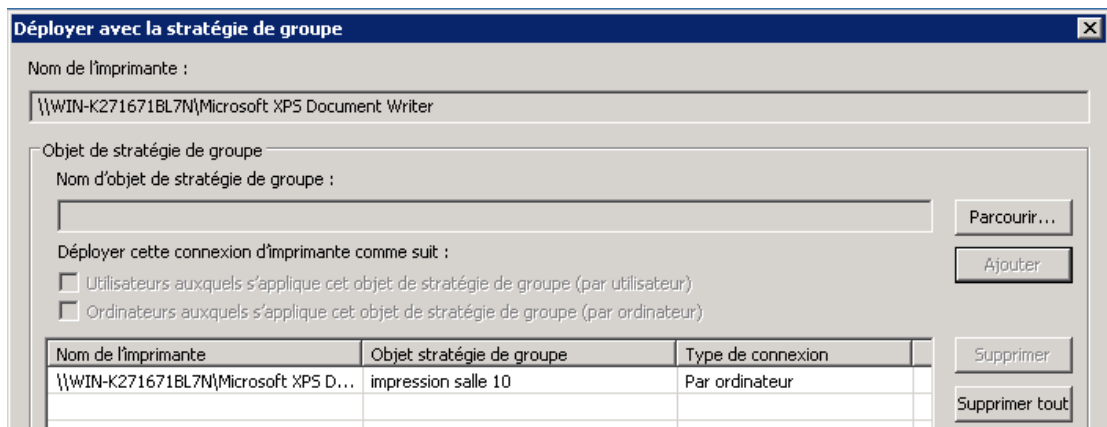 Déployer avec la stratégie de groupe
Nom de l'imprimante :
\\WIN-K271671BL7N\Microsoft XPS Document Writer
Objet de stratégie de groupe
Nom d'objet de stratégie de groupe :
Parcourir...
Déployer cette connexion d'imprimante comme suit :
Ajouter
Utilisateurs auxquels s'applique cet objet de stratégie de groupe (par utilisateur)
Ordinateurs auxquels s'applique cet objet de stratégie de groupe (par ordinateur)
Nom de l'imprimante Objet stratégie de groupe Type de connexion
Supprimer
\\WIN-K271671BL7N\Microsoft XPS D... impression salle 10 Par ordinateur
Supprimer tout